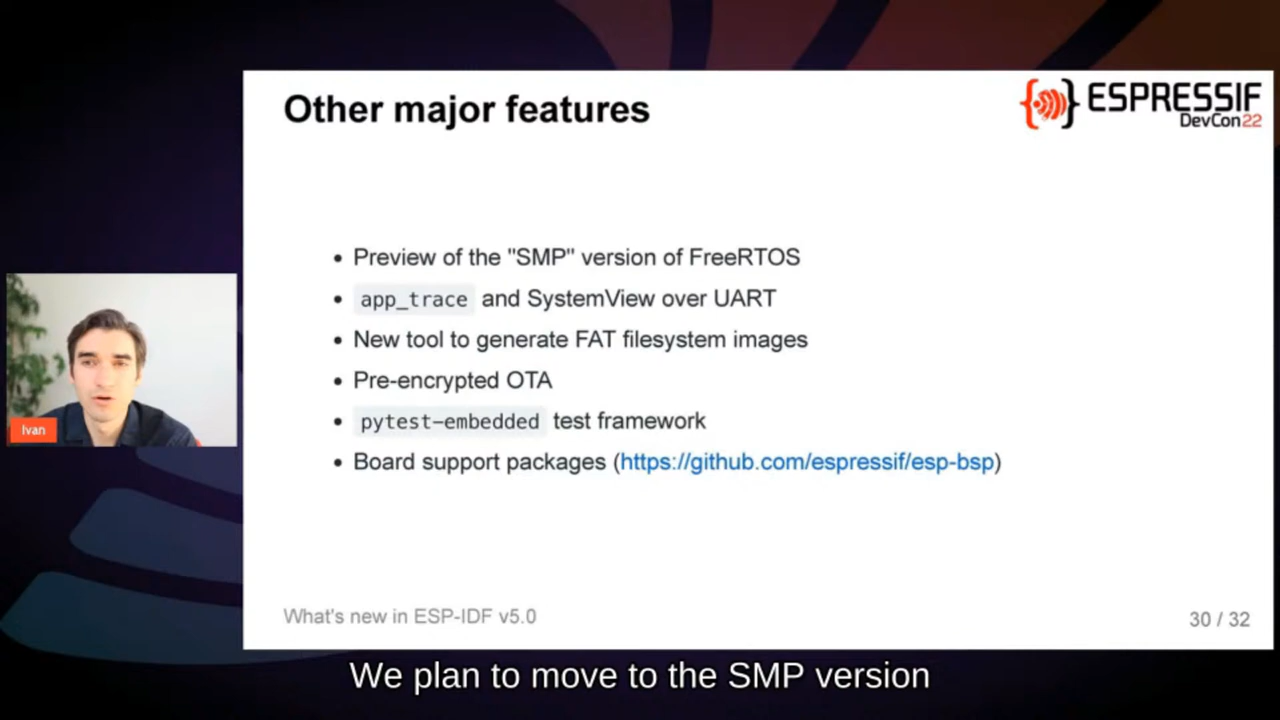 Other major features
ESPRESSIF
DevCon22
Preview of the "SMP" version of FreeRTOS
app_trace and SystemView over UART
New tool to generate FAT filesystem images
Pre-encrypted OTA
pytest-embedded test framework
Board support packages (https://github.com/espressif/esp-bsp)
Ivan
What's new in ESP-IDF v5.0
30 / 32
We plan to move to the SMP version